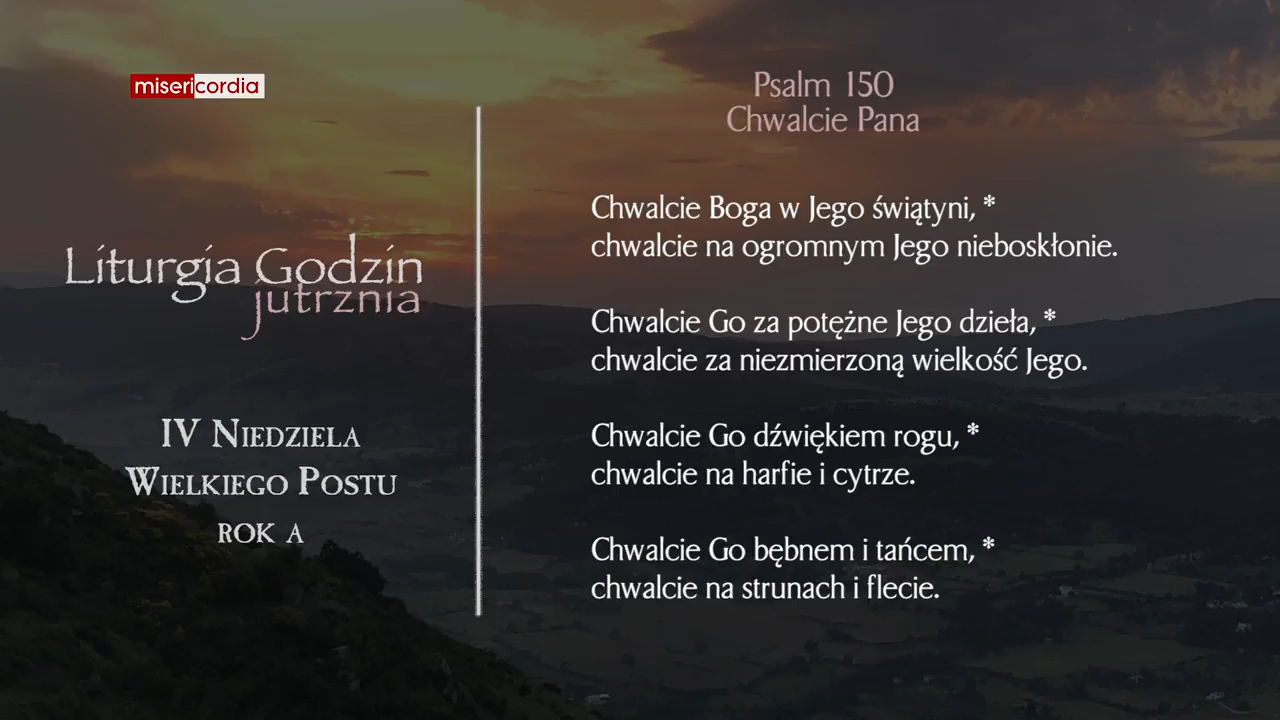 misericordia
Liturgia Godzin
jutrznia
IV Niedziela
Wielkiego Postu
rok a
Psalm 150
Chwalcie Pana
Chwalcie Boga w Jego świątyni, *
chwalcie na ogromnym Jego nieboskłonie.
Chwalcie Go za potężne Jego dzieła, *
chwalcie za niezmierzoną wielkość Jego.
Chwalcie Go dźwiękiem rogu, *
chwalcie na harfie i cytrze.
Chwalcie Go bębnem i tańcem, *
chwalcie na strunach i flecie.